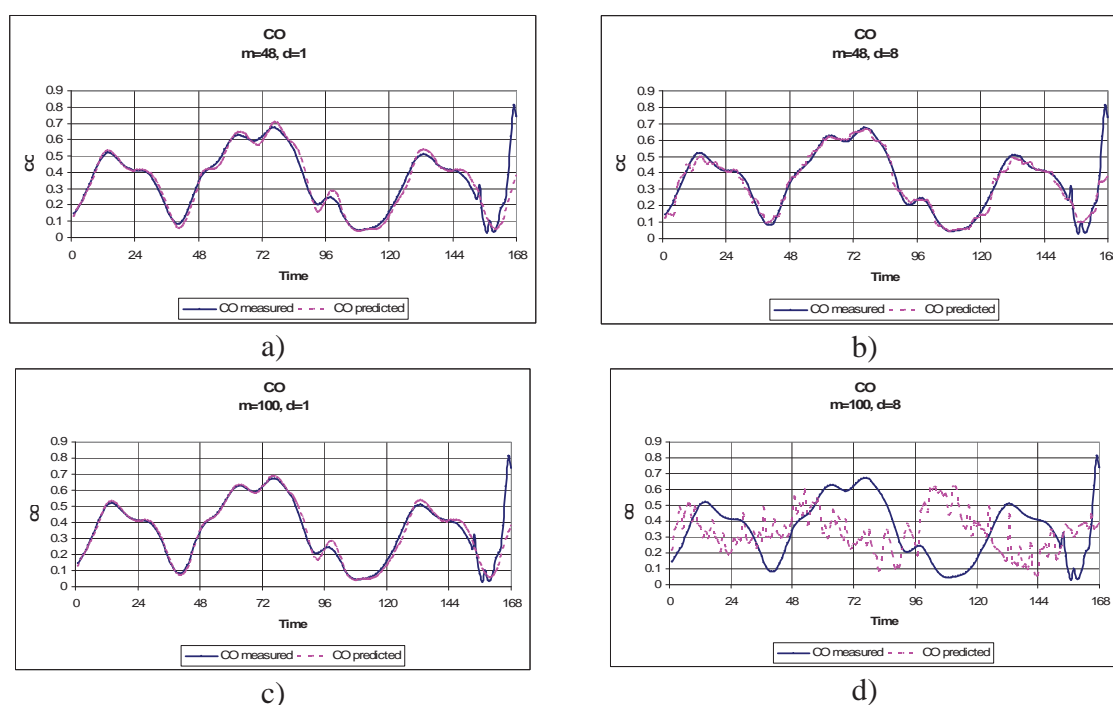 CO
m=48, d=1
0.9
0.8
0.7
0.6
0.5
0.4
0.3
0.2
0.1
0
CC
0 24 48 72 96 120 144 168
Time
CO measured CO predicted
a)
CO
m=48, d=8
0.9
0.8
0.7
0.6
0.5
0.4
0.3
0.2
0.1
0
CC
0 24 48 72 96 120 144 168
Time
CO measured CO predicted
b)
CO
m=100, d=1
0.9
0.8
0.7
0.6
0.5
0.4
0.3
0.2
0.1
0
CO
0 24 48 72 96 120 144 168
Time
CO measured CO predicted
c)
CO
m=100, d=8
0.9
0.8
0.7
0.6
0.5
0.4
0.3
0.2
0.1
0
CO
0 24 48 72 96 120 144 168
Time
CO measured CO predicted
d)